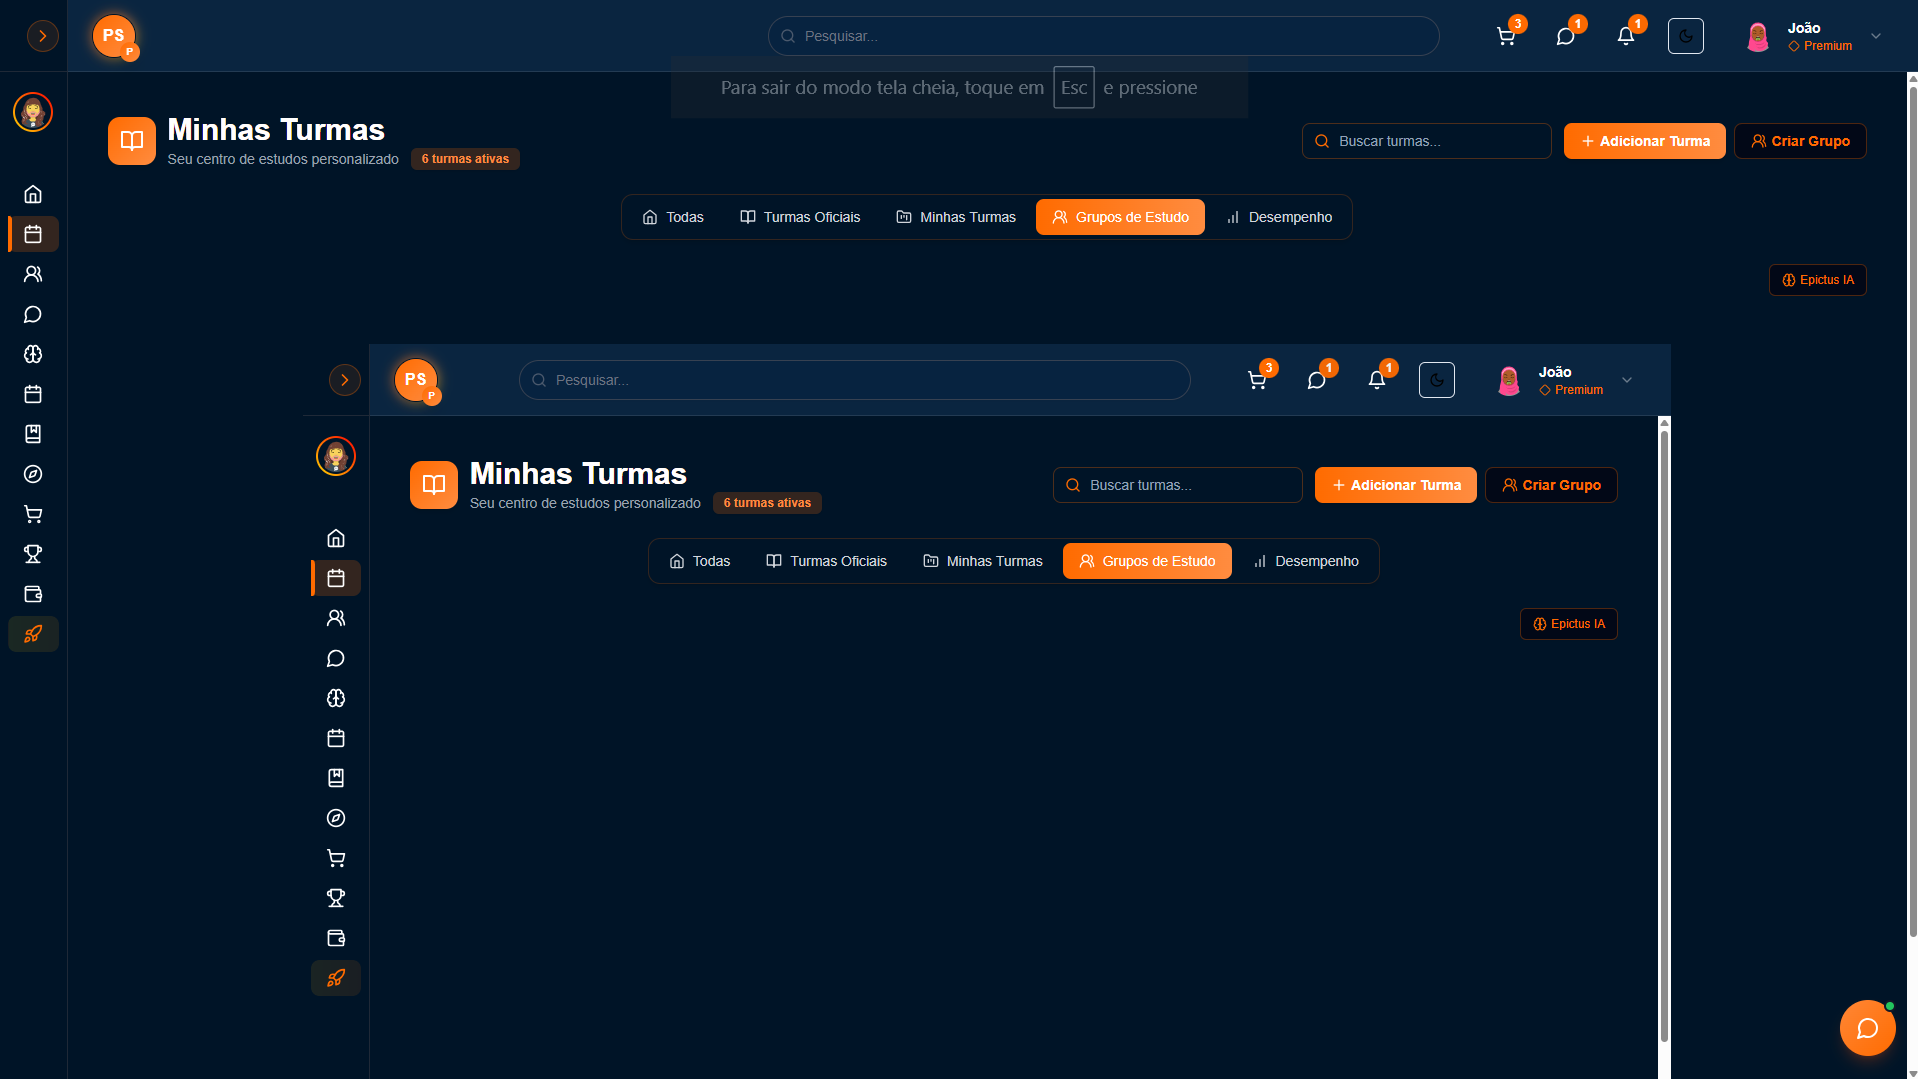 PS
P
Pesquisar...
3
1
1
João
Premium
Para sair do modo tela cheia, toque em Esc e pressione
Minhas Turmas
Seu centro de estudos personalizado
6 turmas ativas
Buscar turmas...
Adicionar Turma
Criar Grupo
Todas
Turmas Oficiais
Minhas Turmas
Grupos de Estudo
Desempenho
Epictus IA
PS
P
Pesquisar...
3
1
1
João
Premium
Minhas Turmas
Seu centro de estudos personalizado
6 turmas ativas
Buscar turmas...
Adicionar Turma
Criar Grupo
Todas
Turmas Oficiais
Minhas Turmas
Grupos de Estudo
Desempenho
Epictus IA